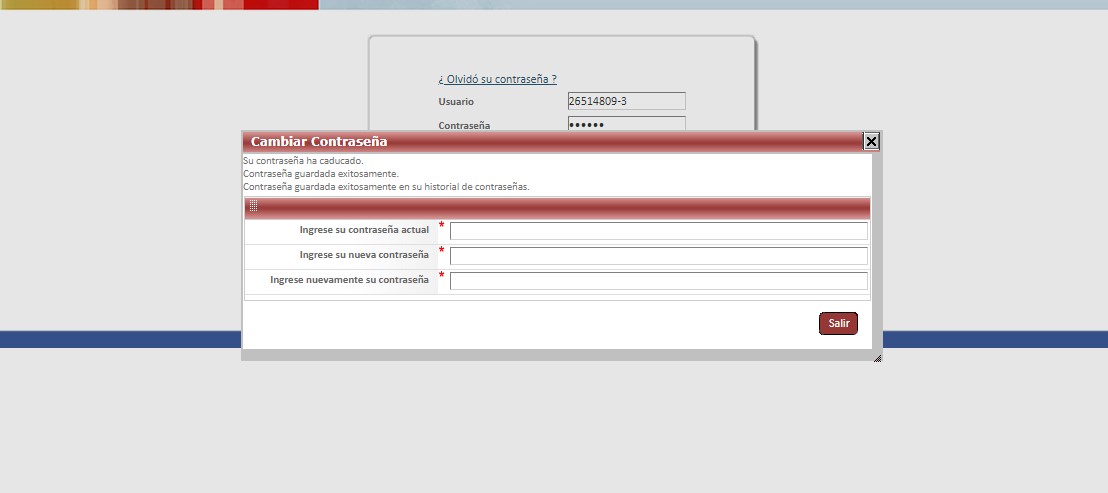 ¿ Olvidó su contraseña ?
Usuario 26514809-3
Contraseña ••••••
Cambiar Contraseña
Su contraseña ha caducado.
Contraseña guardada exitosamente.
Contraseña guardada exitosamente en su historial de contraseñas.
Ingrese su contraseña actual *
Ingrese su nueva contraseña *
Ingrese nuevamente su contraseña *
Salir